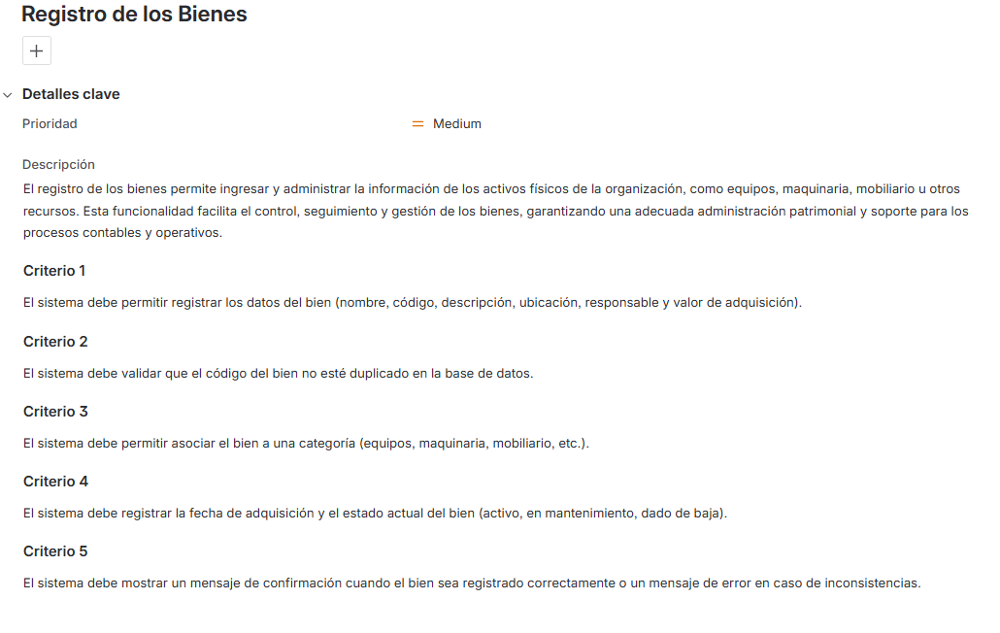 Registro de los Bienes
Detalles clave
Prioridad
Medium
Descripción
El registro de los bienes permite ingresar y administrar la información de los activos físicos de la organización, como equipos, maquinaria, mobiliario u otros
recursos. Esta funcionalidad facilita el control, seguimiento y gestión de los bienes, garantizando una adecuada administración patrimonial y soporte para los
procesos contables y operativos.
Criterio 1
El sistema debe permitir registrar los datos del bien (nombre, código, descripción, ubicación, responsable y valor de adquisición).
Criterio 2
El sistema debe validar que el código del bien no esté duplicado en la base de datos.
Criterio 3
El sistema debe permitir asociar el bien a una categoría (equipos, maquinaria, mobiliario, etc.).
Criterio 4
El sistema debe registrar la fecha de adquisición y el estado actual del bien (activo, en mantenimiento, dado de baja).
Criterio 5
El sistema debe mostrar un mensaje de confirmación cuando el bien sea registrado correctamente o un mensaje de error en caso de inconsistencias.